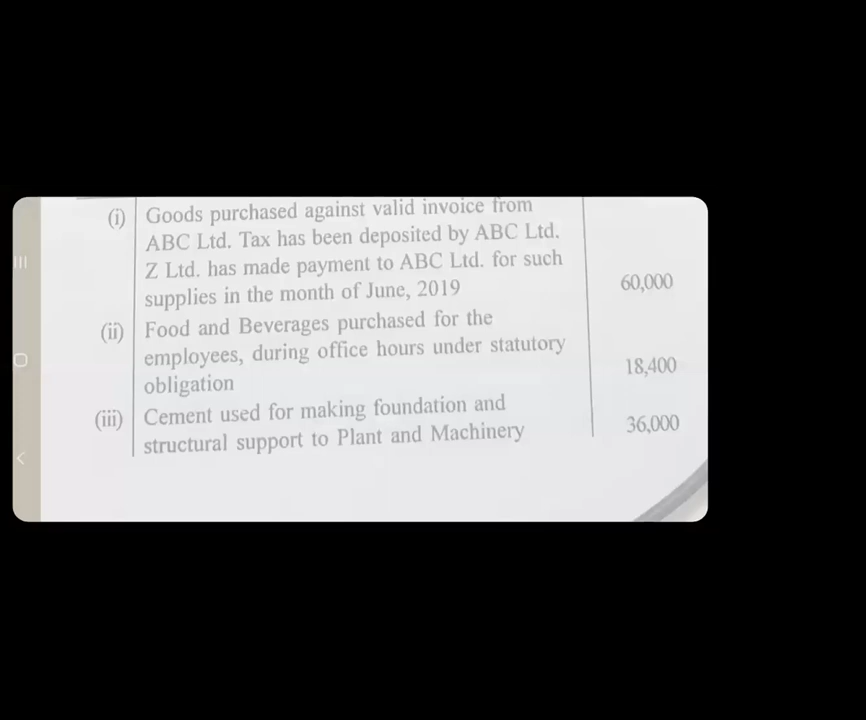 (i) Goods purchased against valid invoice from
ABC Ltd. Tax has been deposited by ABC Ltd.
Z Ltd. has made payment to ABC Ltd. for such
supplies in the month of June, 2019 60,000
(ii) Food and Beverages purchased for the
employees, during office hours under statutory
obligation 18,400
(iii) Cement used for making foundation and
structural support to Plant and Machinery 36,000